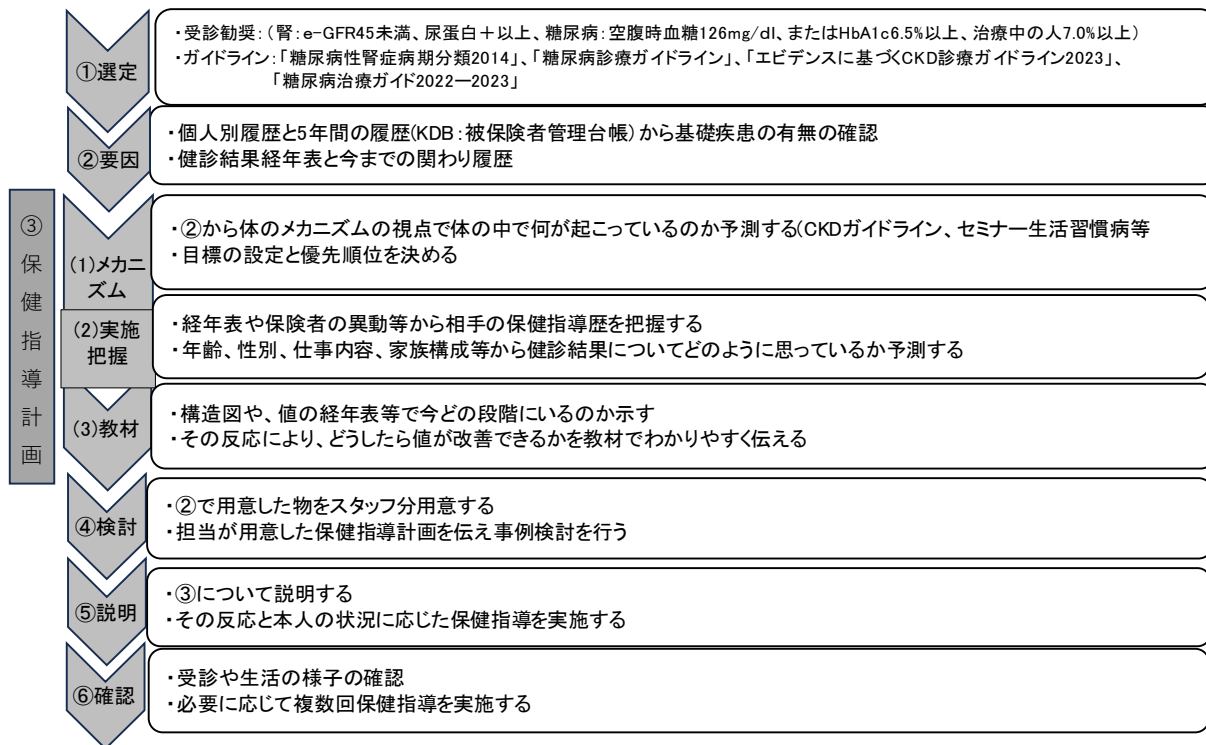 ①選定
・受診勧奨:(腎:e-GFR45未満、尿蛋白+以上、糖尿病:空腹時血糖126mg/dl、またはHbA1c6.5%以上、治療中の人7.0%以上)
・ガイドライン:「糖尿病性腎症病期分類2014」、「糖尿病診療ガイドライン」、「エビデンスに基づくCKD診療ガイドライン2023」、
「糖尿病治療ガイド2022ー2023」
②要因
・個人別履歴と5年間の履歴(KDB:被保険者管理台帳)から基礎疾患の有無の確認
・健診結果経年表と今までの関わり履歴
③保健指導計画
(1)メカニ
ズム
・②から体のメカニズムの視点で体の中で何が起こっているのか予測する(CKDガイドライン、セミナー生活習慣病等
・目標の設定と優先順位を決める
(2)実施
把握
・経年表や保険者の異動等から相手の保健指導歴を把握する
・年齢、性別、仕事内容、家族構成等から健診結果についてどのように思っているか予測する
(3)教材
・構造図や、値の経年表等で今どの段階にいるのか示す
・その反応により、どうしたら値が改善できるかを教材でわかりやすく伝える
④検討
・②で用意した物をスタッフ分用意する
・担当が用意した保健指導計画を伝え事例検討を行う
⑤説明
・③について説明する
・その反応と本人の状況に応じた保健指導を実施する
⑥確認
・受診や生活の様子の確認
・必要に応じて複数回保健指導を実施する